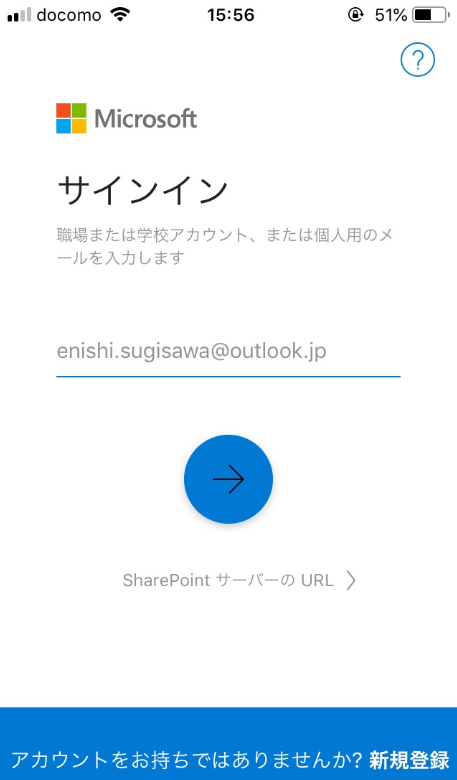 docomo 15:56 51%
?
Microsoft
サインイン
職場または学校アカウント、または個人用のメ
ールを入力します
enishi.sugisawa@outlook.jp
SharePoint サーバーの URL
アカウントをお持ちではありませんか? 新規登録